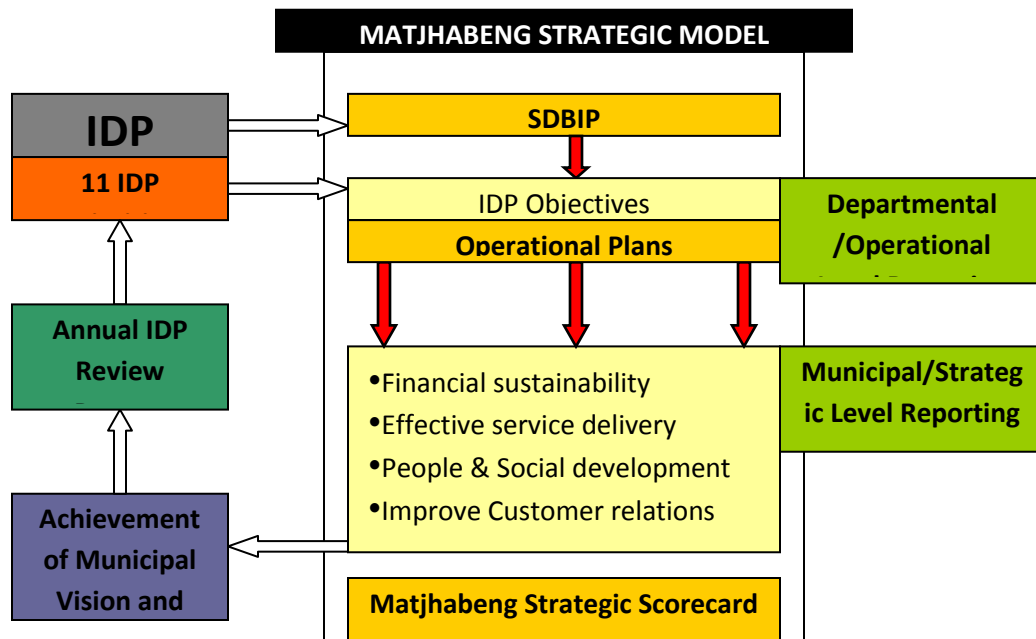 MATJHABENG STRATEGIC MODEL
IDP
11 IDP
SDBIP
IDP Objectives
Operational Plans
Departmental
/Operational
Annual IDP
Review
•Financial sustainability
•Effective service delivery
•People & Social development
•Improve Customer relations
Municipal/Strateg
ic Level Reporting
Achievement
of Municipal
Vision and
Matjhabeng Strategic Scorecard